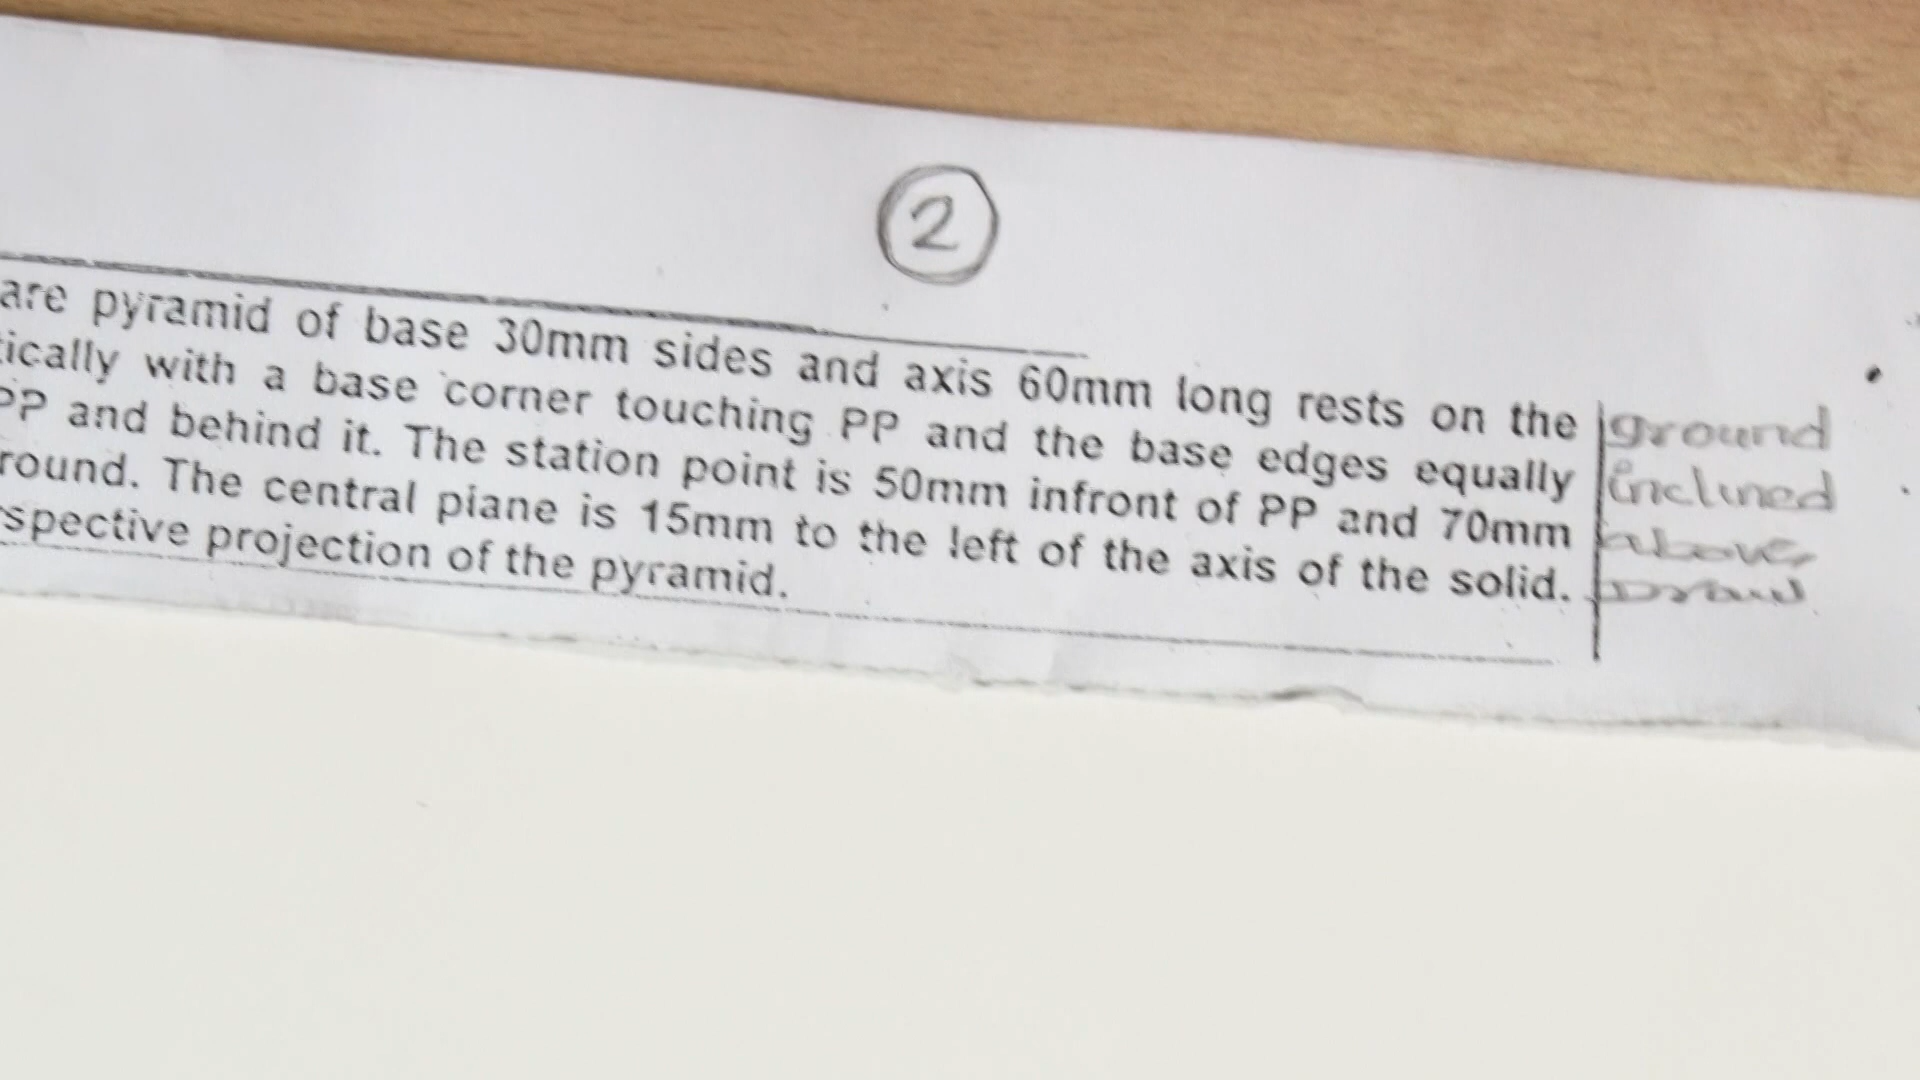 2
are pyramid of base 30mm sides and axis 60mm long rests on the ground
ically with a base corner touching PP and the base edges equally inclined
PP and behind it. The station point is 50mm infront of PP and 70mm above
round. The central plane is 15mm to the left of the axis of the solid. Draw
spective projection of the pyramid.